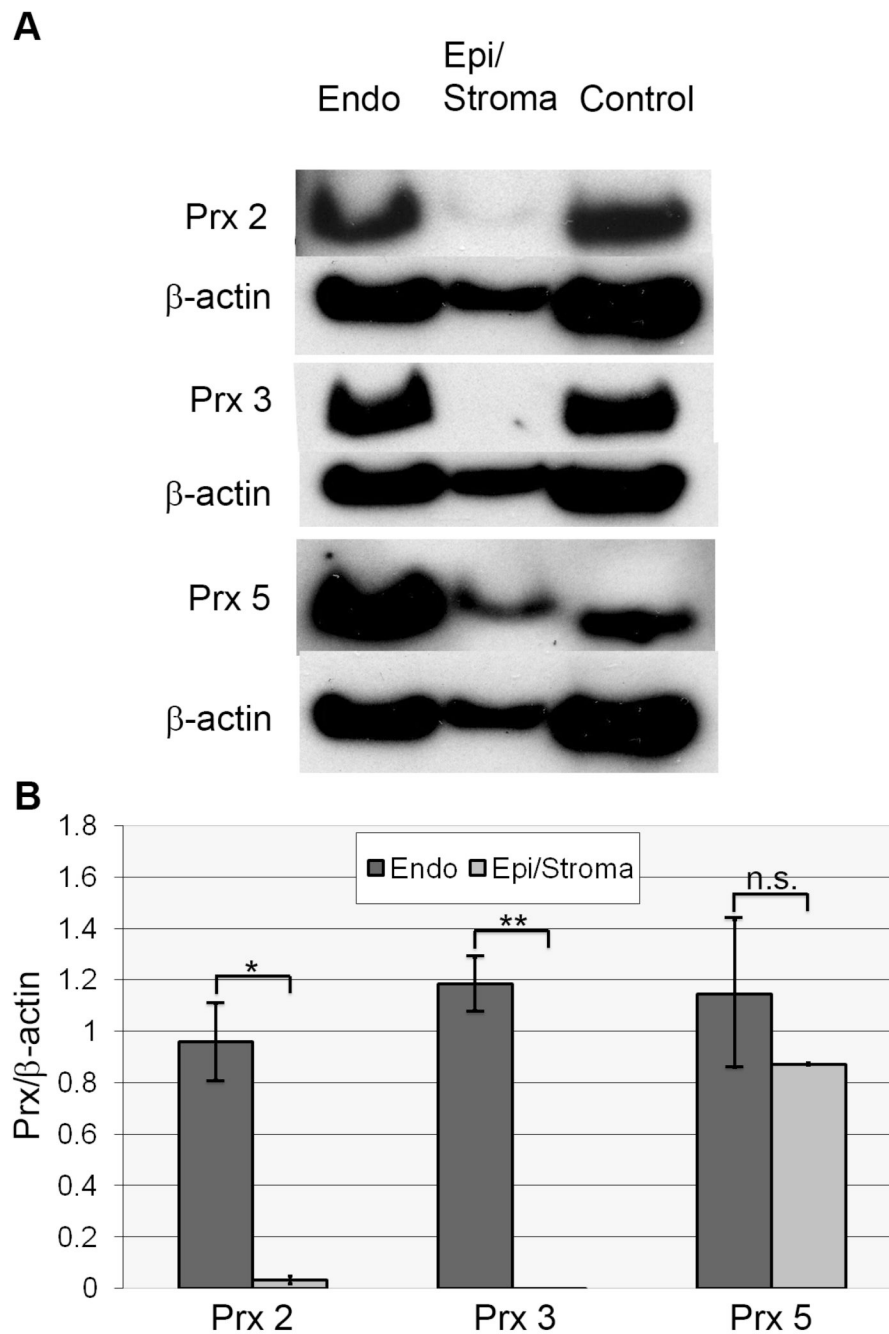 A
Endo Epi/ Stroma Control
Prx 2
β-actin
Prx 3
β-actin
Prx 5
β-actin
B
Prx/β-actin
1.8
1.6
1.4
1.2
1
0.8
0.6
0.4
0.2
0
Endo Epi/Stroma
*
**
n.s.
Prx 2 Prx 3 Prx 5